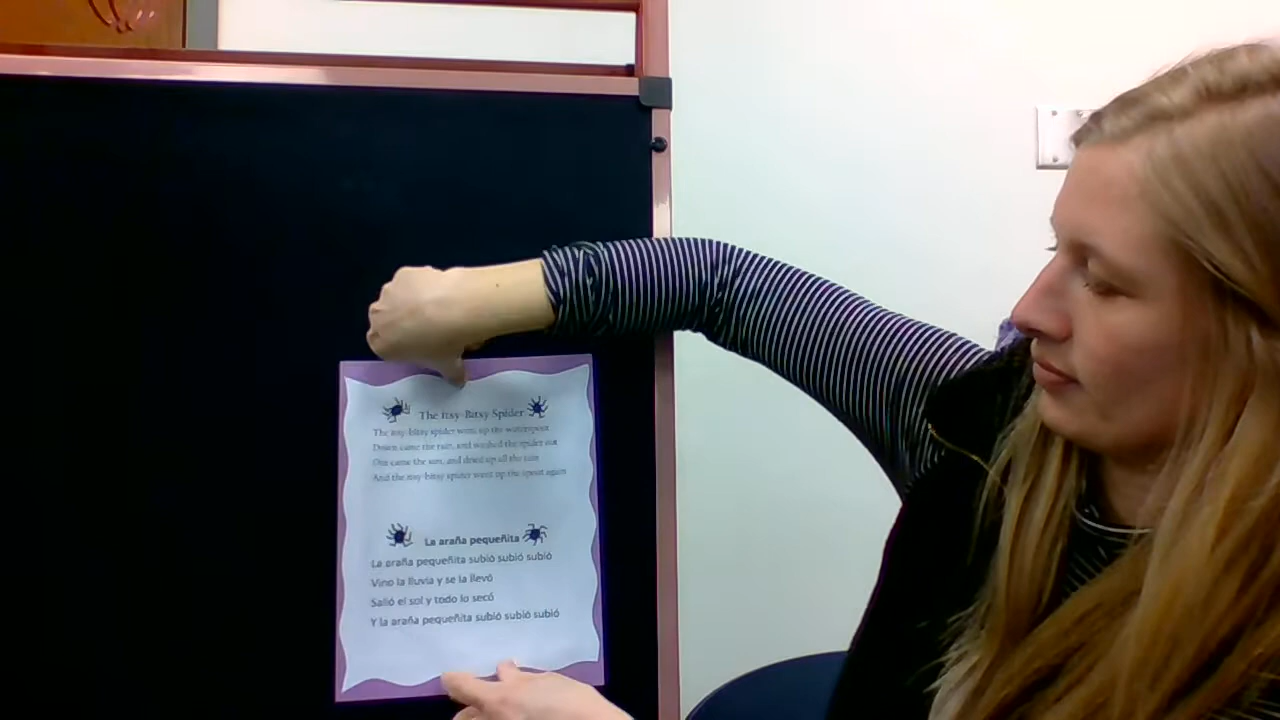 The Itsy-Bitsy Spider
The itsy-bitsy spider went up the waterspout
Down came the rain, and washed the spider out
Out came the sun, and dried up all the rain
And the itsy-bitsy spider went up the spout again
La araña pequeñita
La araña pequeñita subió subió subió
Vino la lluvia y se la llevó
Salió el sol y todo lo secó
Y la araña pequeñita subió subió subió